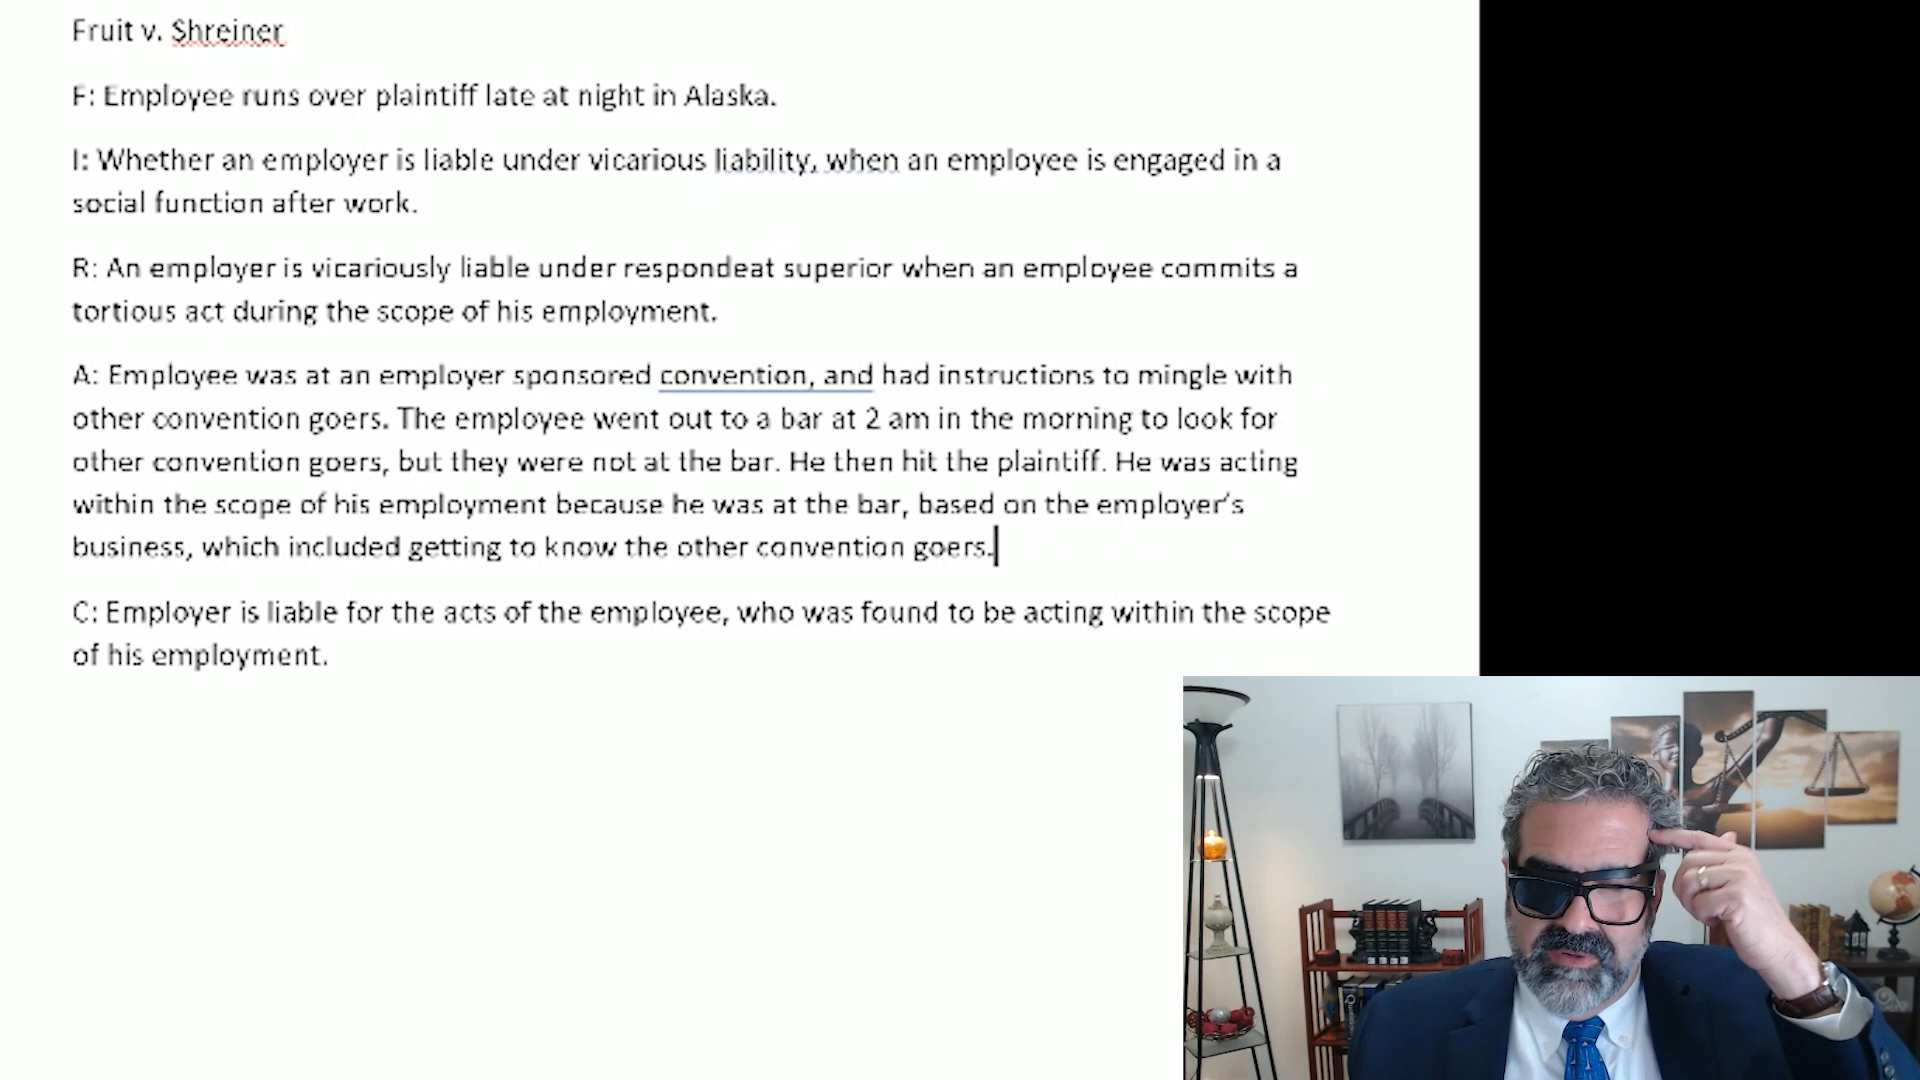 Fruit v. Shreiner
F: Employee runs over plaintiff late at night in Alaska.
I: Whether an employer is liable under vicarious liability, when an employee is engaged in a
social function after work.
R: An employer is vicariously liable under respondeat superior when an employee commits a
tortious act during the scope of his employment.
A: Employee was at an employer sponsored convention, and had instructions to mingle with
other convention goers. The employee went out to a bar at 2 am in the morning to look for
other convention goers, but they were not at the bar. He then hit the plaintiff. He was acting
within the scope of his employment because he was at the bar, based on the employer's
business, which included getting to know the other convention goers.
C: Employer is liable for the acts of the employee, who was found to be acting within the scope
of his employment.